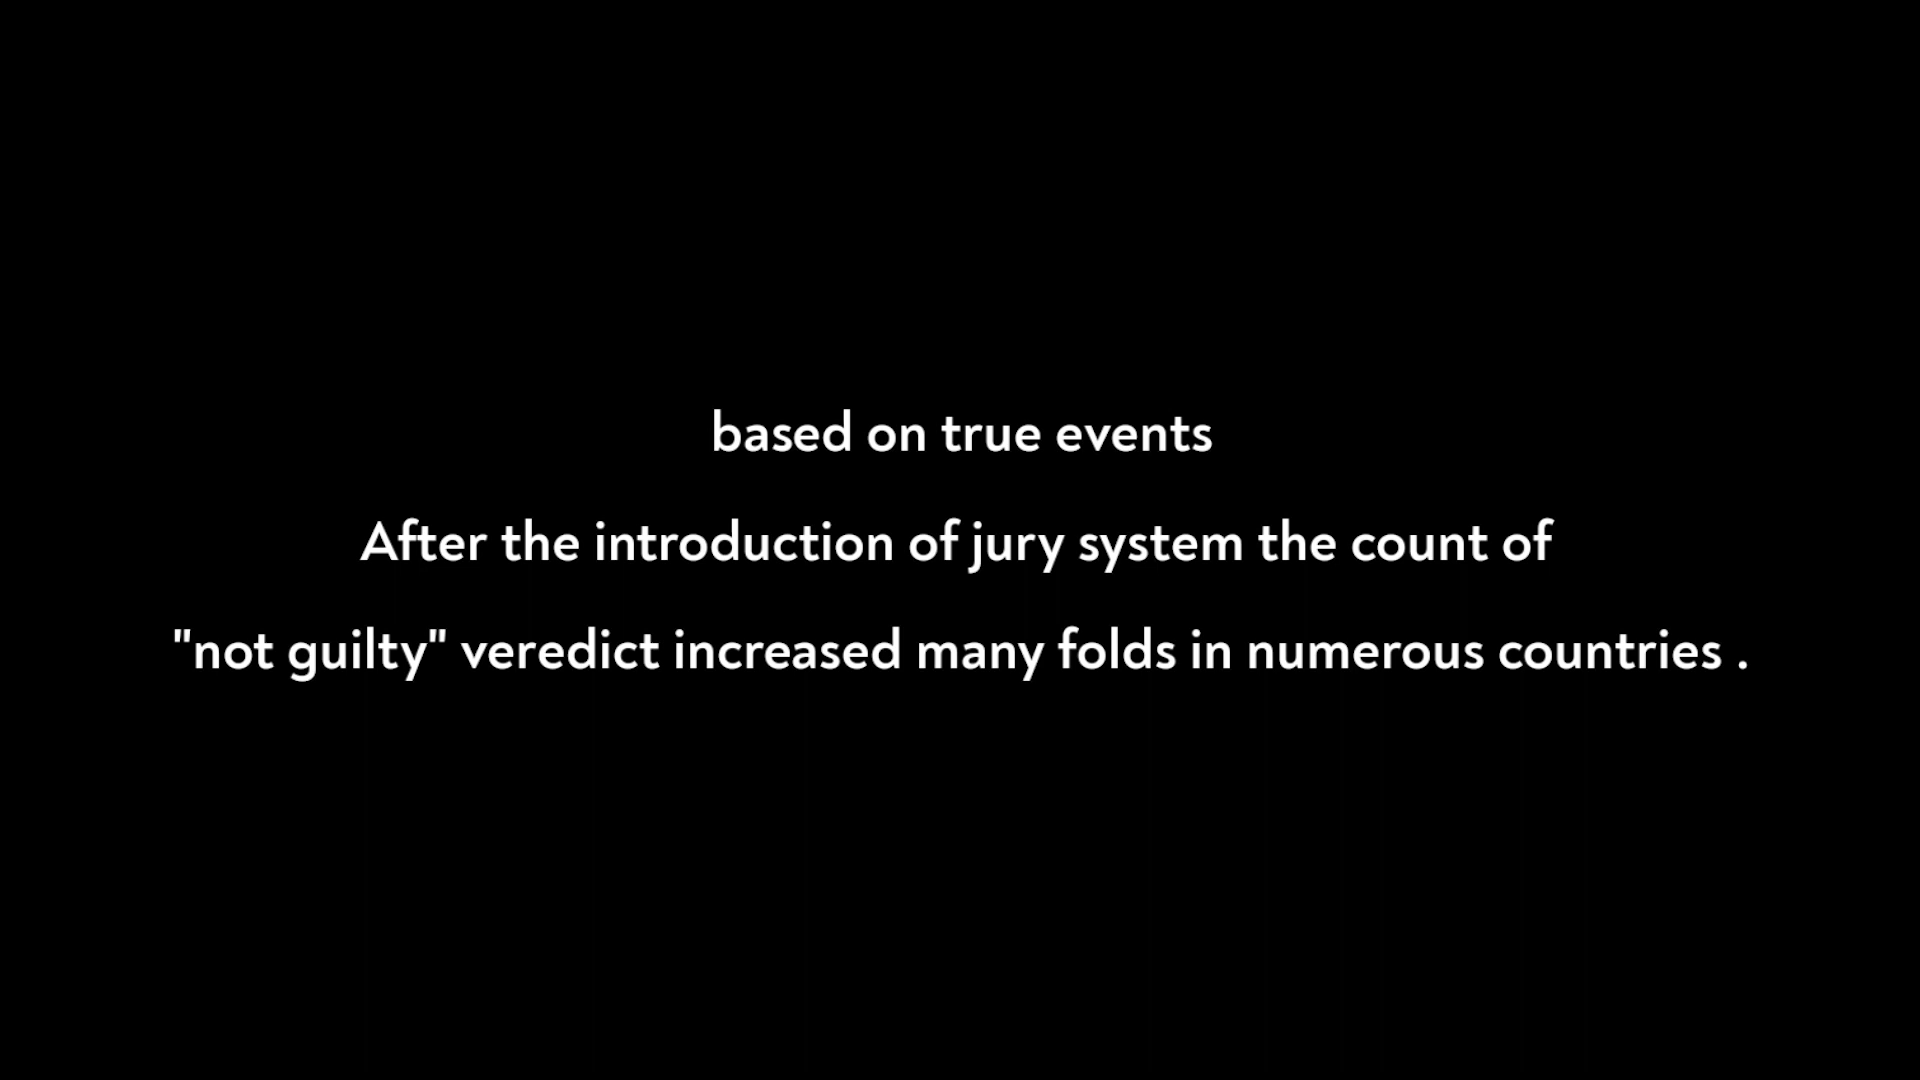 based on true events
After the introduction of jury system the count of
"not guilty" veredict increased many folds in numerous countries .